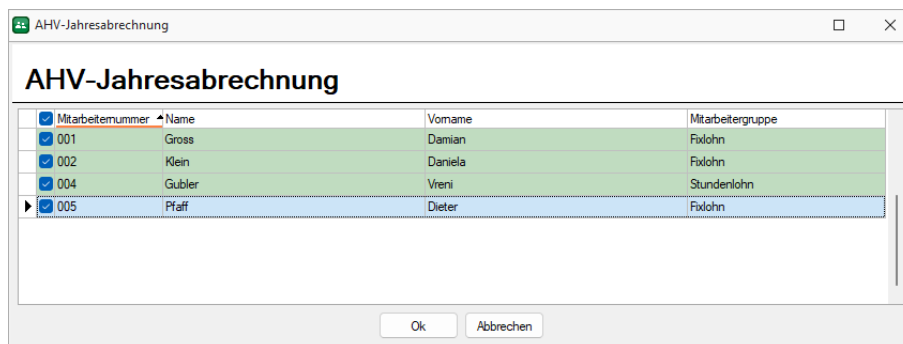 AHV-Jahresabrechnung
AHV-Jahresabrechnung
Mitarbeiternummer Name Vorname Mitarbeitergruppe
001 Gross Damian Fixlohn
002 Klein Daniela Fixlohn
004 Gubler Vreni Stundenlohn
005 Pfaff Dieter Fixlohn
Ok Abbrechen